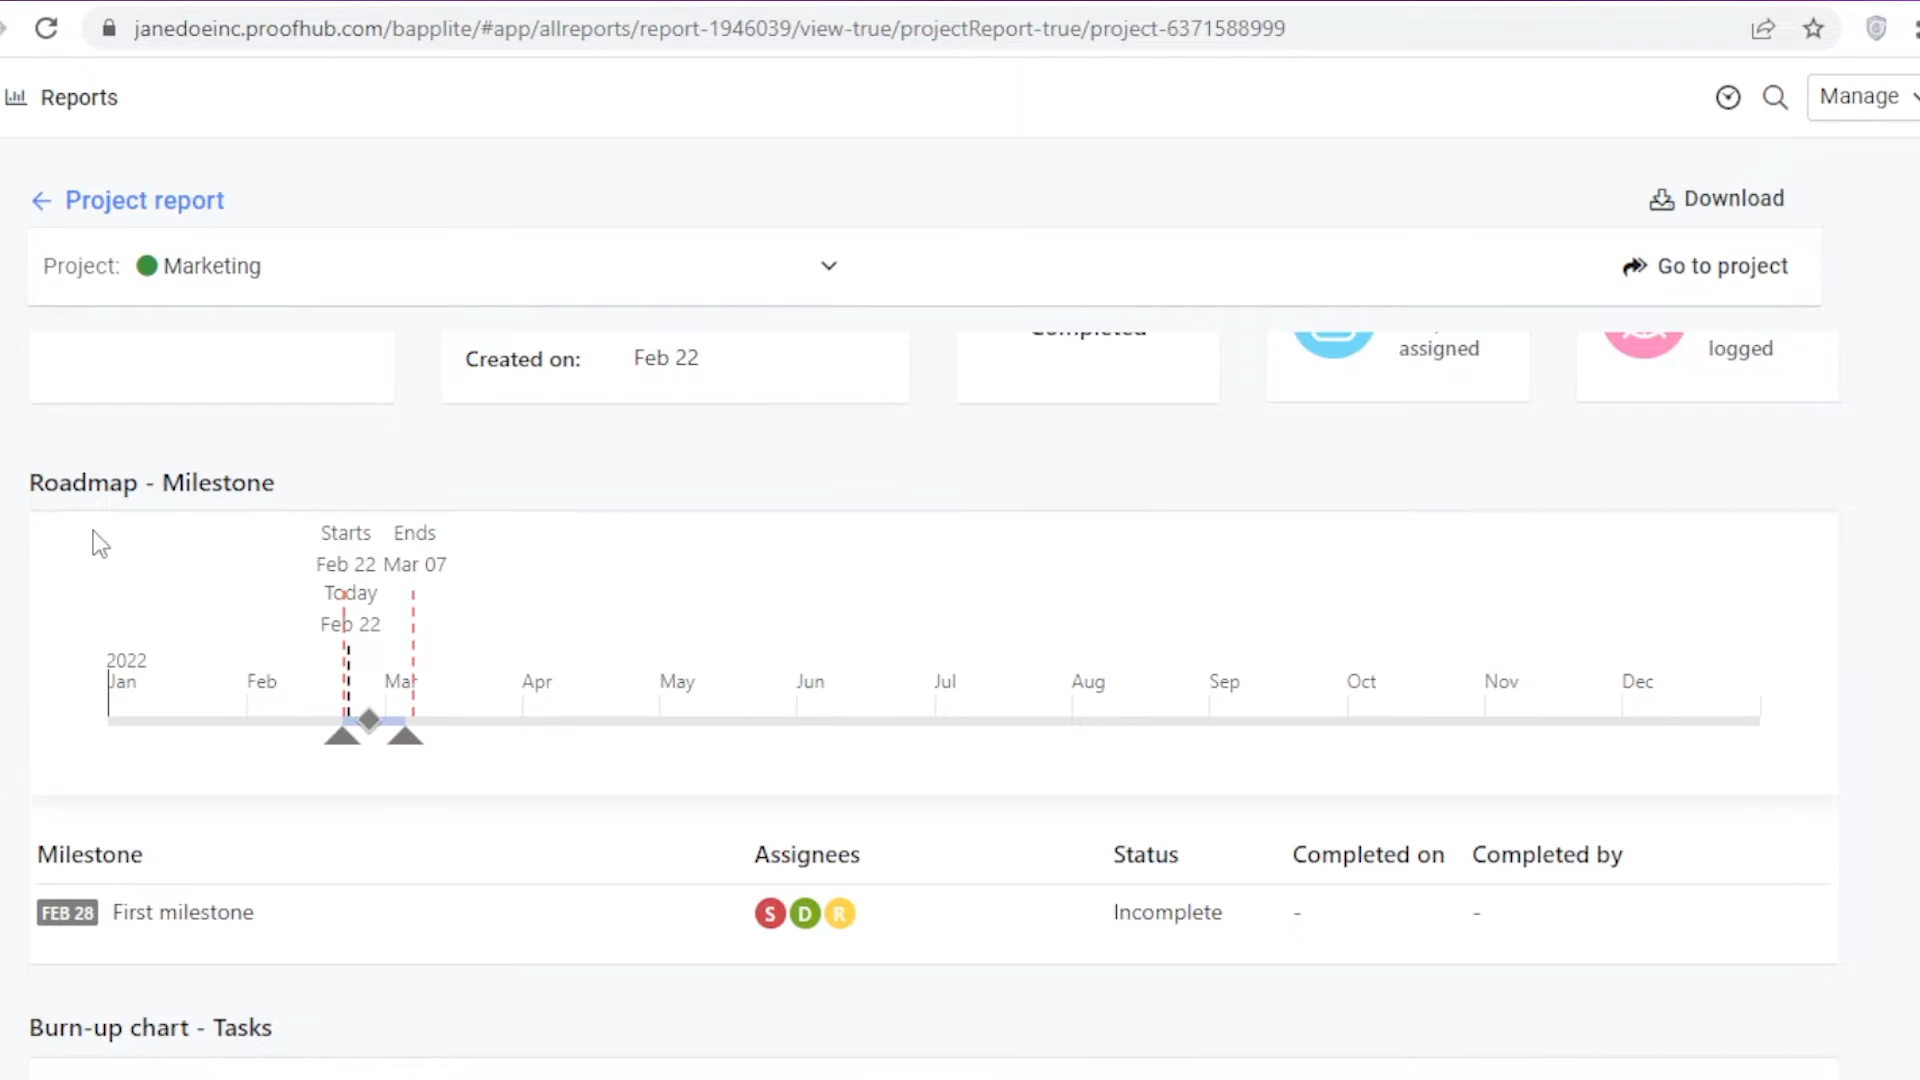 janedoeinc.proofhub.com/bapplite/#app/allreports/report-1946039/view-true/projectReport-true/project-6371588999
Reports
Manage
Project report
Download
Project: Marketing
Go to project
Created on: Feb 22
Completed
assigned
logged
Roadmap - Milestone
Starts Ends
Feb 22 Mar 07
Today
Feb 22
2022
Jan Feb Mar Apr May Jun Jul Aug Sep Oct Nov Dec
Milestone Assignees Status Completed on Completed by
FEB 28 First milestone S D R Incomplete - -
Burn-up chart - Tasks